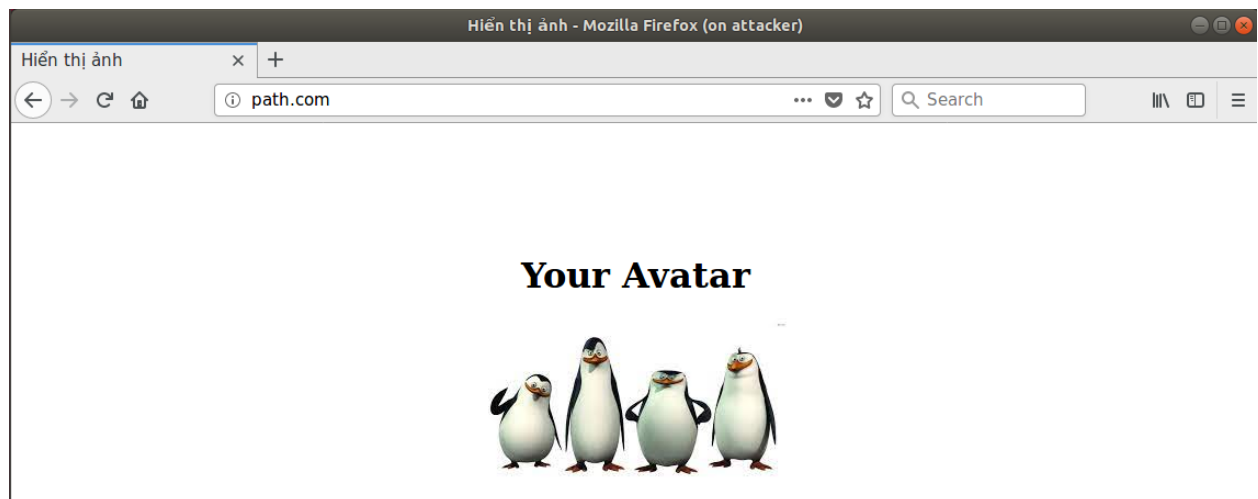 Hiển thị ảnh - Mozilla Firefox (on attacker)
Hiển thị ảnh
path.com
Search
Your Avatar